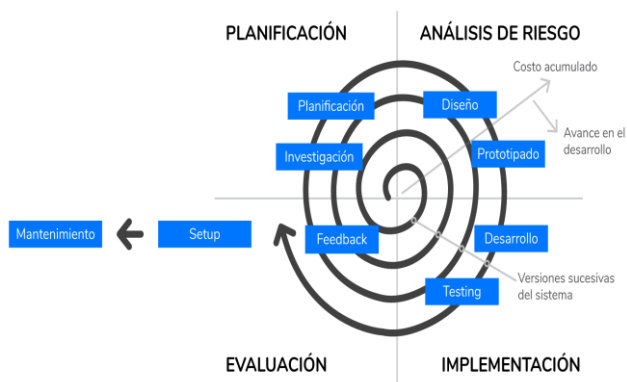 PLANIFICACIÓN
ANÁLISIS DE RIESGO
Costo acumulado
Planificación
Diseño
Avance en el
desarrollo
Investigación
Prototipado
Mantenimiento
Setup
Feedback
Desarrollo
Versiones sucesivas
del sistema
Testing
EVALUACIÓN
IMPLEMENTACIÓN